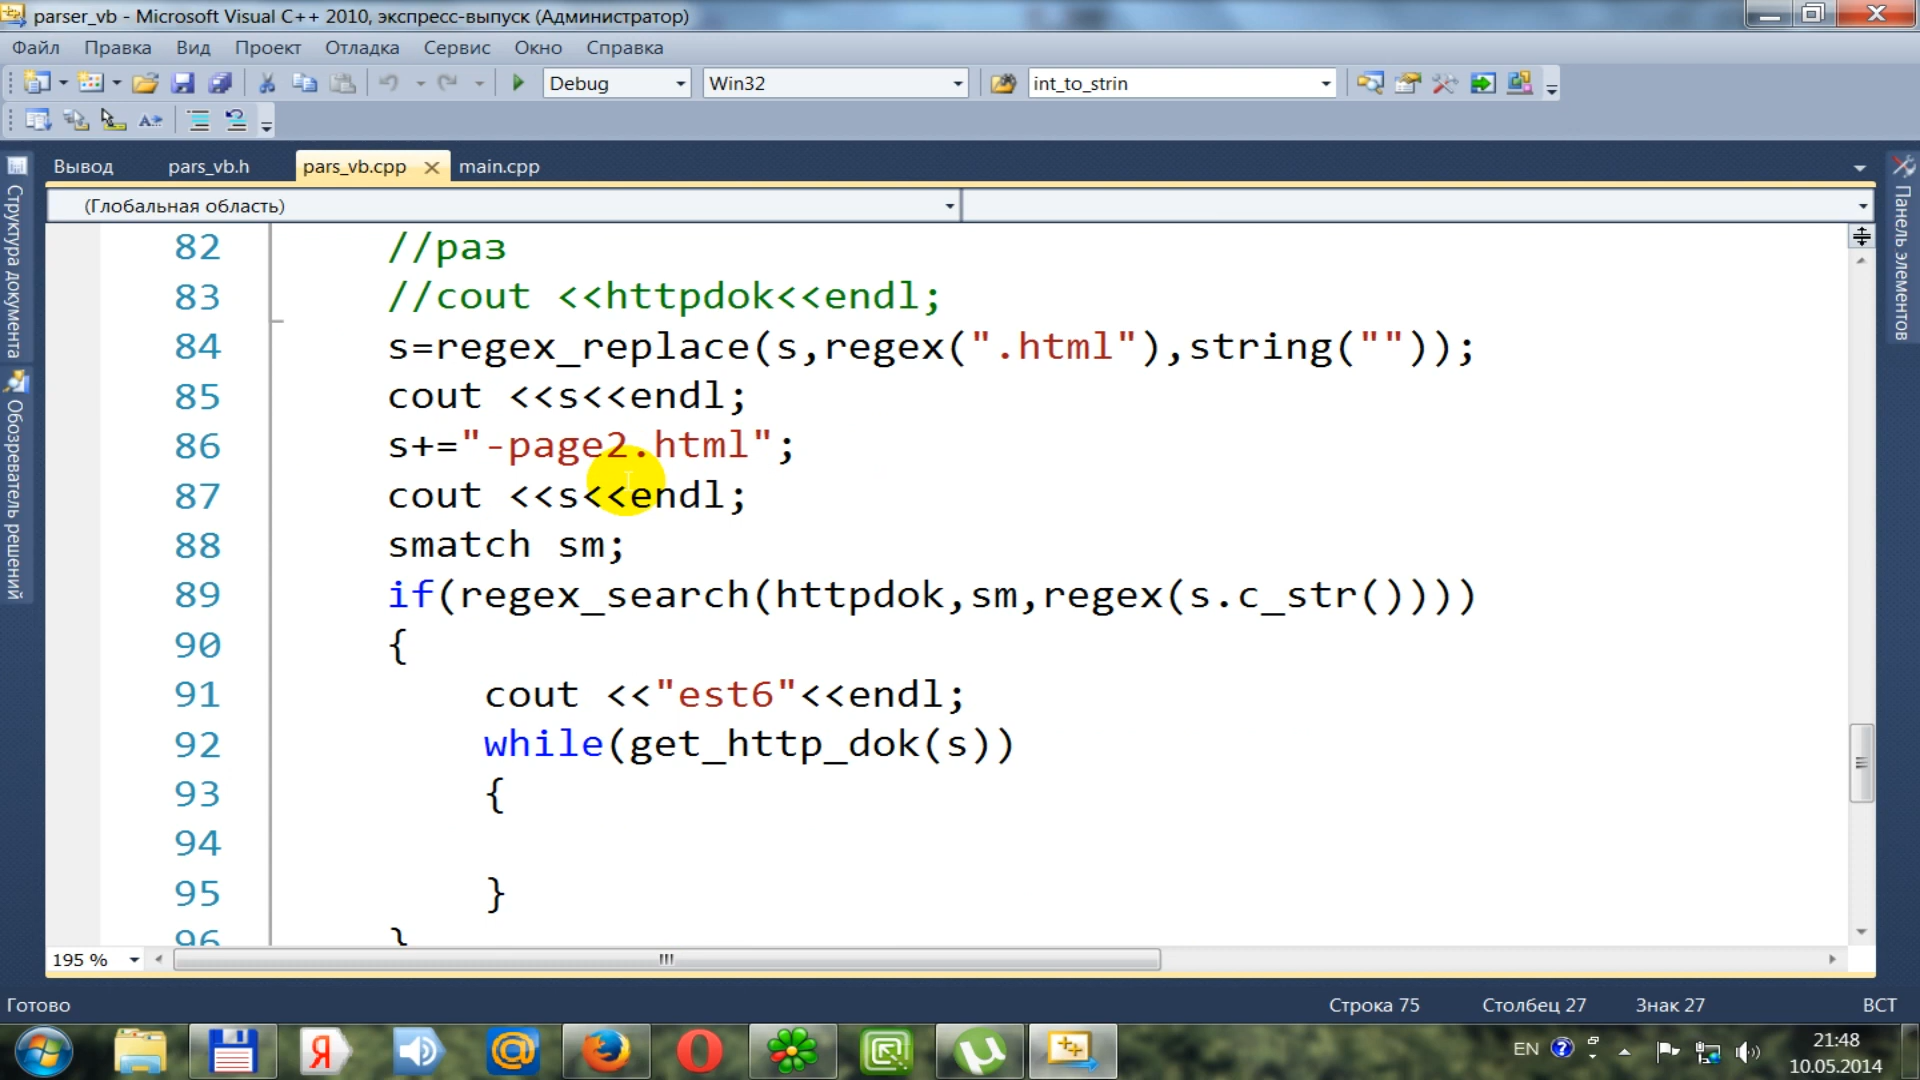 parser_vb - Microsoft Visual C++ 2010, экспресс-выпуск (Администратор)
Файл Правка Вид Проект Отладка Сервис Окно Справка
Debug Win32 int_to_strin
Вывод pars_vb.h pars_vb.cpp main.cpp
(Глобальная область)
Структура документа
Обозреватель решений
Панель элементов
82 //раз
83 //cout <<httpdok<<endl;
84 s=regex_replace(s,regex(".html"),string(""));
85 cout <<s<<endl;
86 s+="-page2.html";
87 cout <<s<<endl;
88 smatch sm;
89 if(regex_search(httpdok,sm,regex(s.c_str())))
90 {
91 cout <<"est6"<<endl;
92 while(get_http_dok(s))
93 {
94
95 }
96 }
195 %
Готово Строка 75 Столбец 27 Знак 27 ВСТ
EN 21:48
10.05.2014